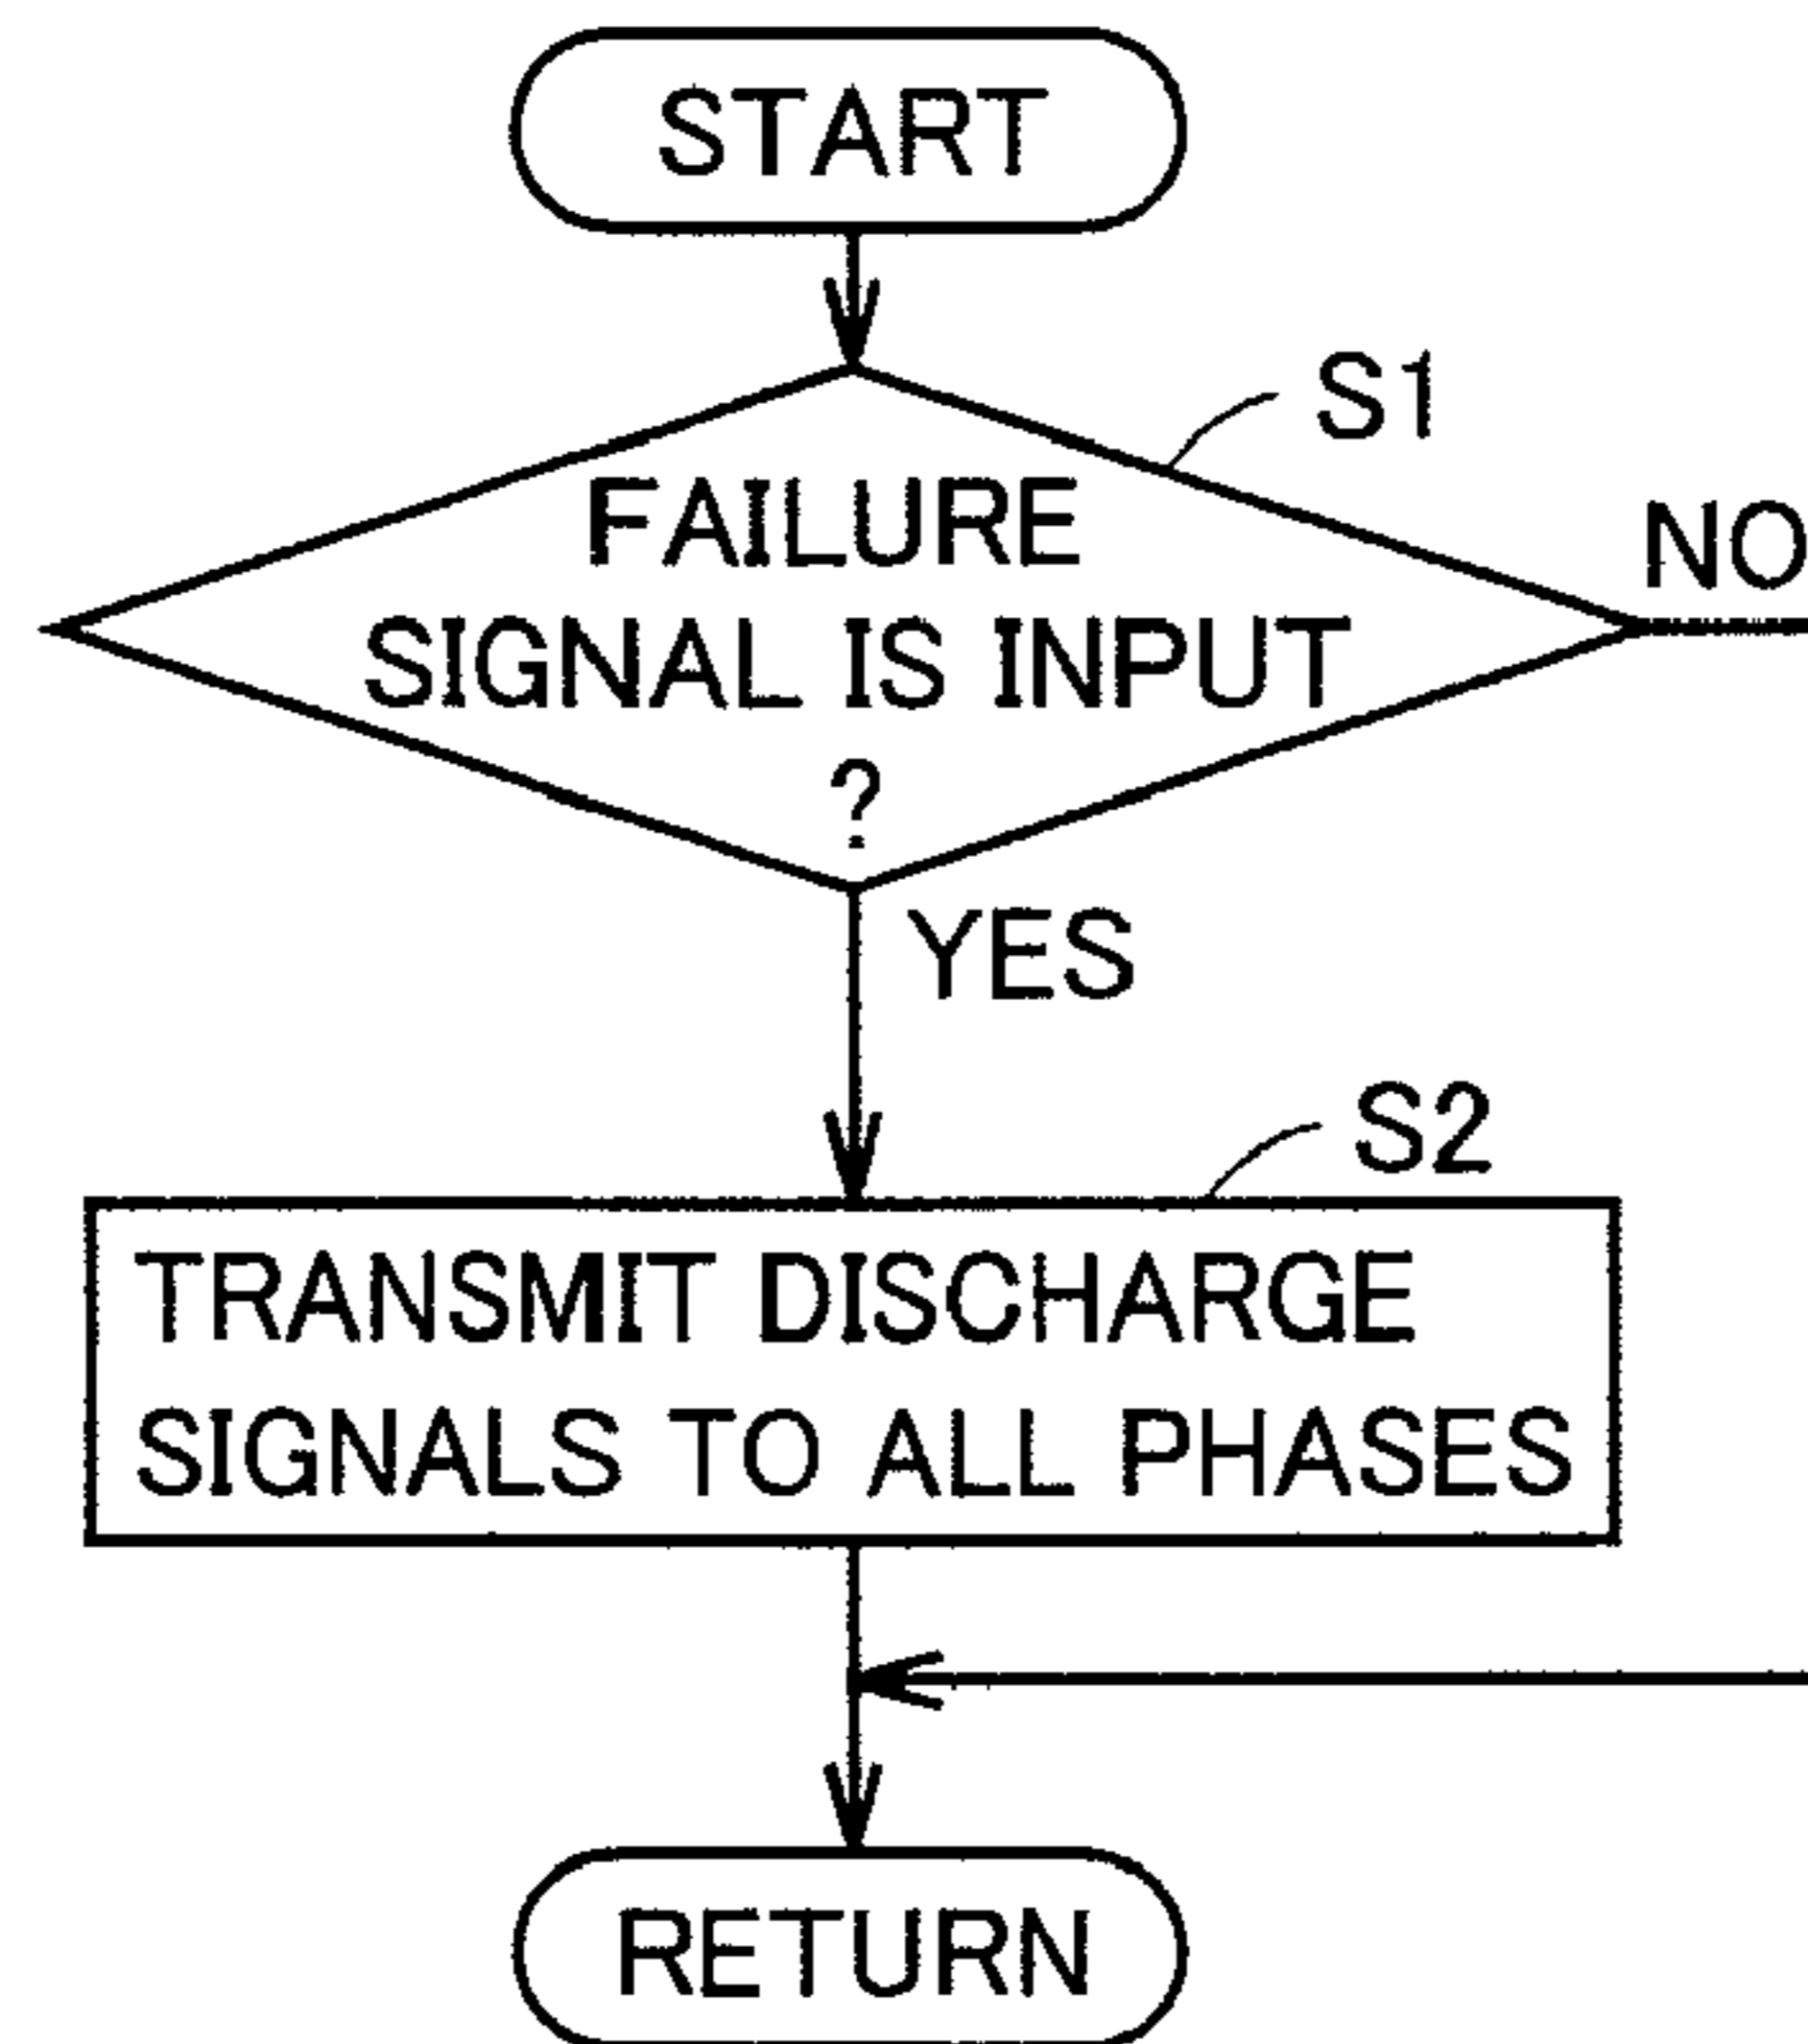 START
S1
FAILURE
SIGNAL IS INPUT
?
NO
YES
S2
TRANSMIT DISCHARGE
SIGNALS TO ALL PHASES
RETURN